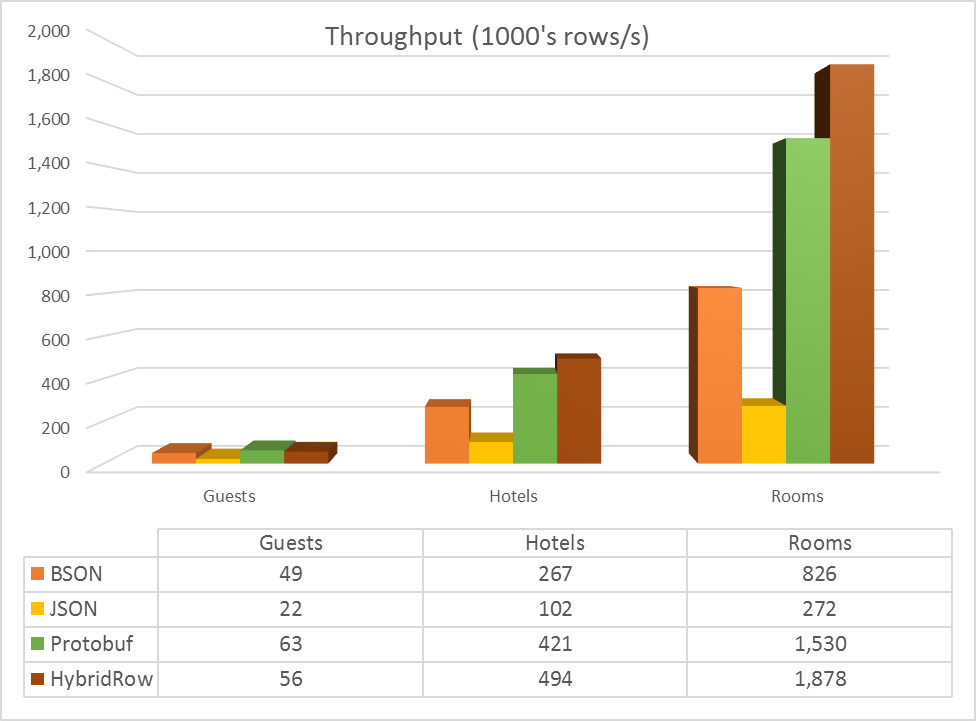 Throughput (1000's rows/s)
2,000
1,800
1,600
1,400
1,200
1,000
800
600
400
200
0
Guests Hotels Rooms
Guests Hotels Rooms
BSON 49 267 826
JSON 22 102 272
Protobuf 63 421 1,530
HybridRow 56 494 1,878